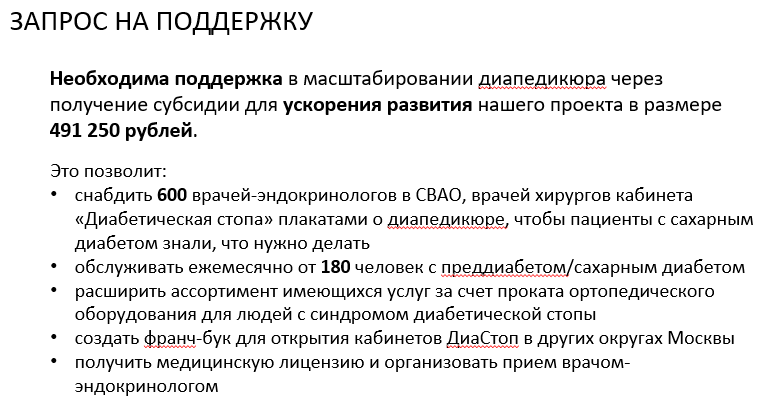 ЗАПРОС НА ПОДДЕРЖКУ
Необходима поддержка в масштабировании диапедикюра через
получение субсидии для ускорения развития нашего проекта в размере
491 250 рублей.
Это позволит:
• снабдить 600 врачей-эндокринологов в СВАО, врачей хирургов кабинета
«Диабетическая стопа» плакатами о диапедикюре, чтобы пациенты с сахарным
диабетом знали, что нужно делать
• обслуживать ежемесячно от 180 человек с преддиабетом/сахарным диабетом
• расширить ассортимент имеющихся услуг за счет проката ортопедического
оборудования для людей с синдромом диабетической стопы
• создать франч-бук для открытия кабинетов ДиаСтоп в других округах Москвы
• получить медицинскую лицензию и организовать прием врачом-
эндокринологом